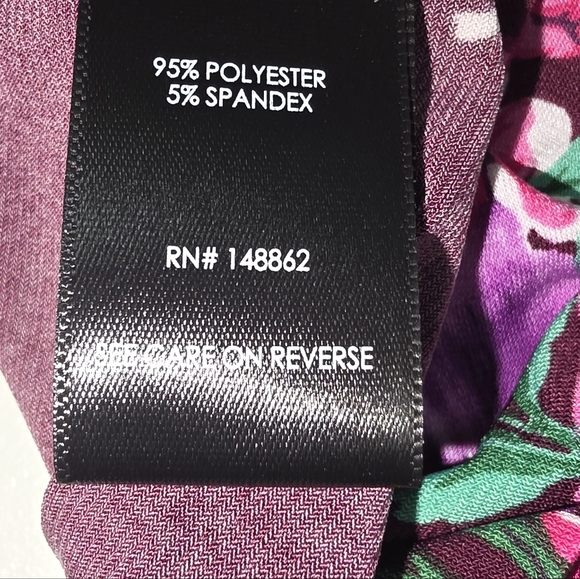 95% POLYESTER
5% SPANDEX
RN# 148862
SEE CARE ON REVERSE